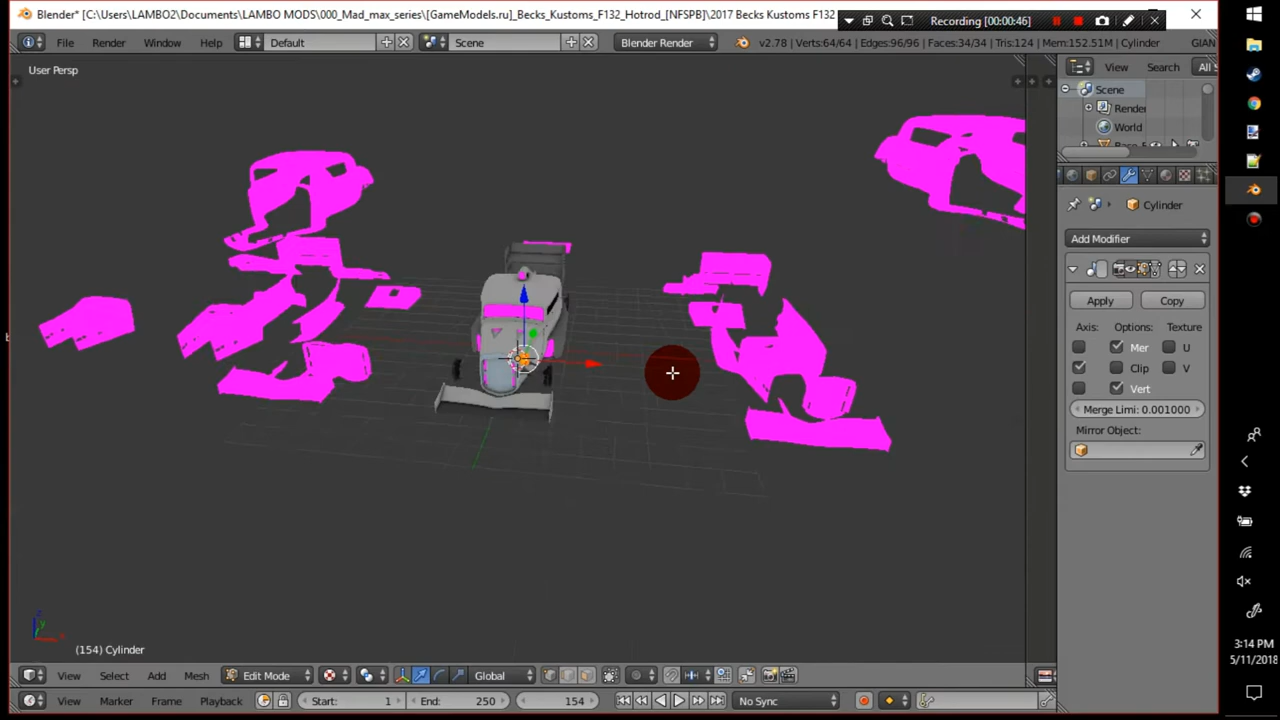 Blender* [C:\Users\LAMBO2\Documents\LAMBO MODS\000_Mad_max_series\[GameModels.ru]_Becks_Kustoms_F132_Hotrod_[NFSPB]\2017 Becks Kustoms F132
Recording [00:00:46]
File Render Window Help Default Scene Blender Render v2.78 | Verts:64/64 | Edges:96/96 | Faces:34/34 | Tris:124 | Mem:152.51M | Cylinder GIAN
User Persp
View Search All S
Scene
Render
World
Cylinder
Add Modifier
Apply Copy
Axis: Options: Texture
Mer U
Clip V
Vert
Merge Limi: 0.001000
Mirror Object:
(154) Cylinder
View Select Add Mesh Edit Mode Global
View Marker Frame Playback Start: 1 End: 250 154 No Sync
3:14 PM
5/11/2018